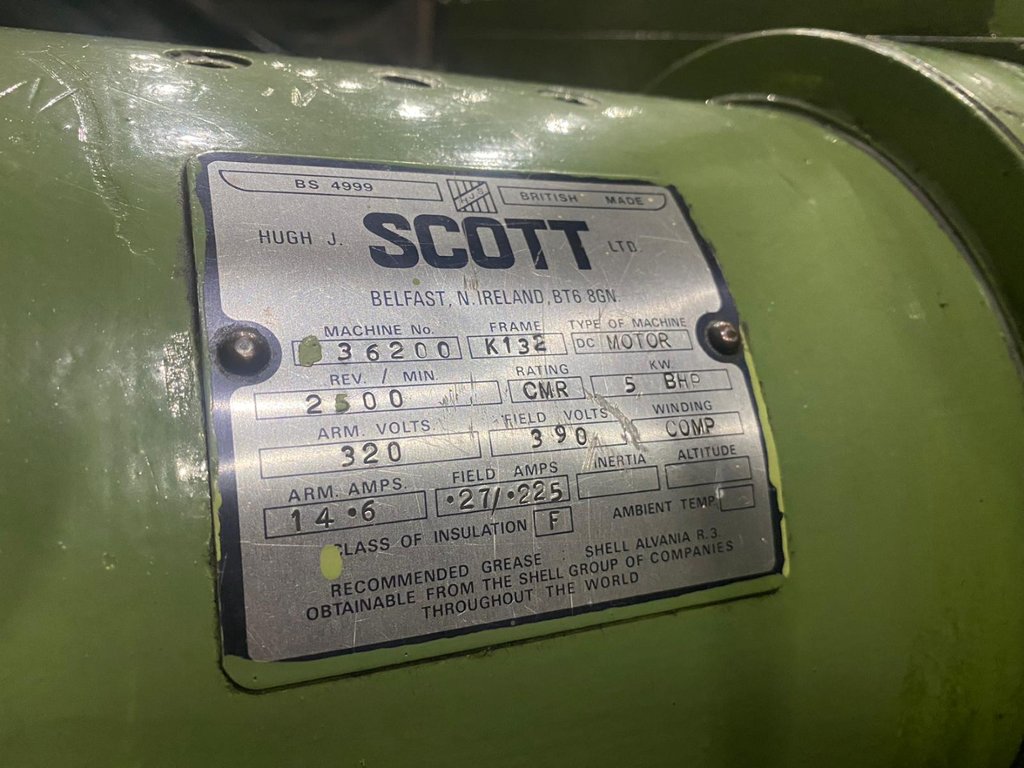 BS 4999 HJS BRITISH MADE
HUGH J. SCOTT LTD.
BELFAST, N. IRELAND, BT6 8GN.
MACHINE No. FRAME TYPE OF MACHINE
36200 K132 DC MOTOR
REV. / MIN. RATING KW
2500 CMR 5 BHP
ARM. VOLTS. FIELD VOLTS WINDING
320 390 COMP
ARM. AMPS. FIELD AMPS INERTIA ALTITUDE
14.6 .27/.225
CLASS OF INSULATION F AMBIENT TEMP.
RECOMMENDED GREASE : SHELL ALVANIA R.3.
OBTAINABLE FROM THE SHELL GROUP OF COMPANIES
THROUGHOUT THE WORLD